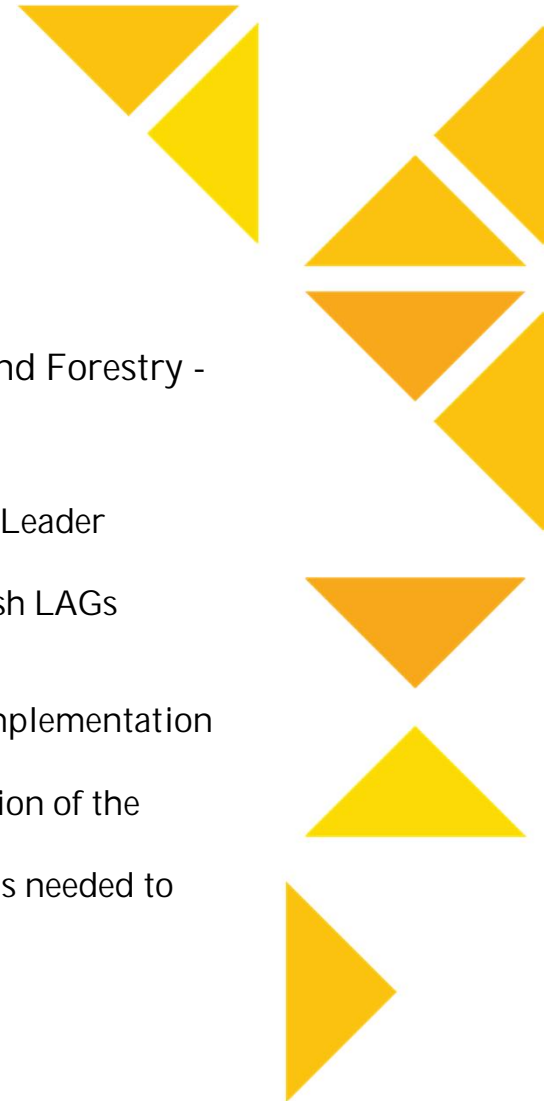 nd Forestry -
Leader
sh LAGs
nplementation
ion of the
s needed to